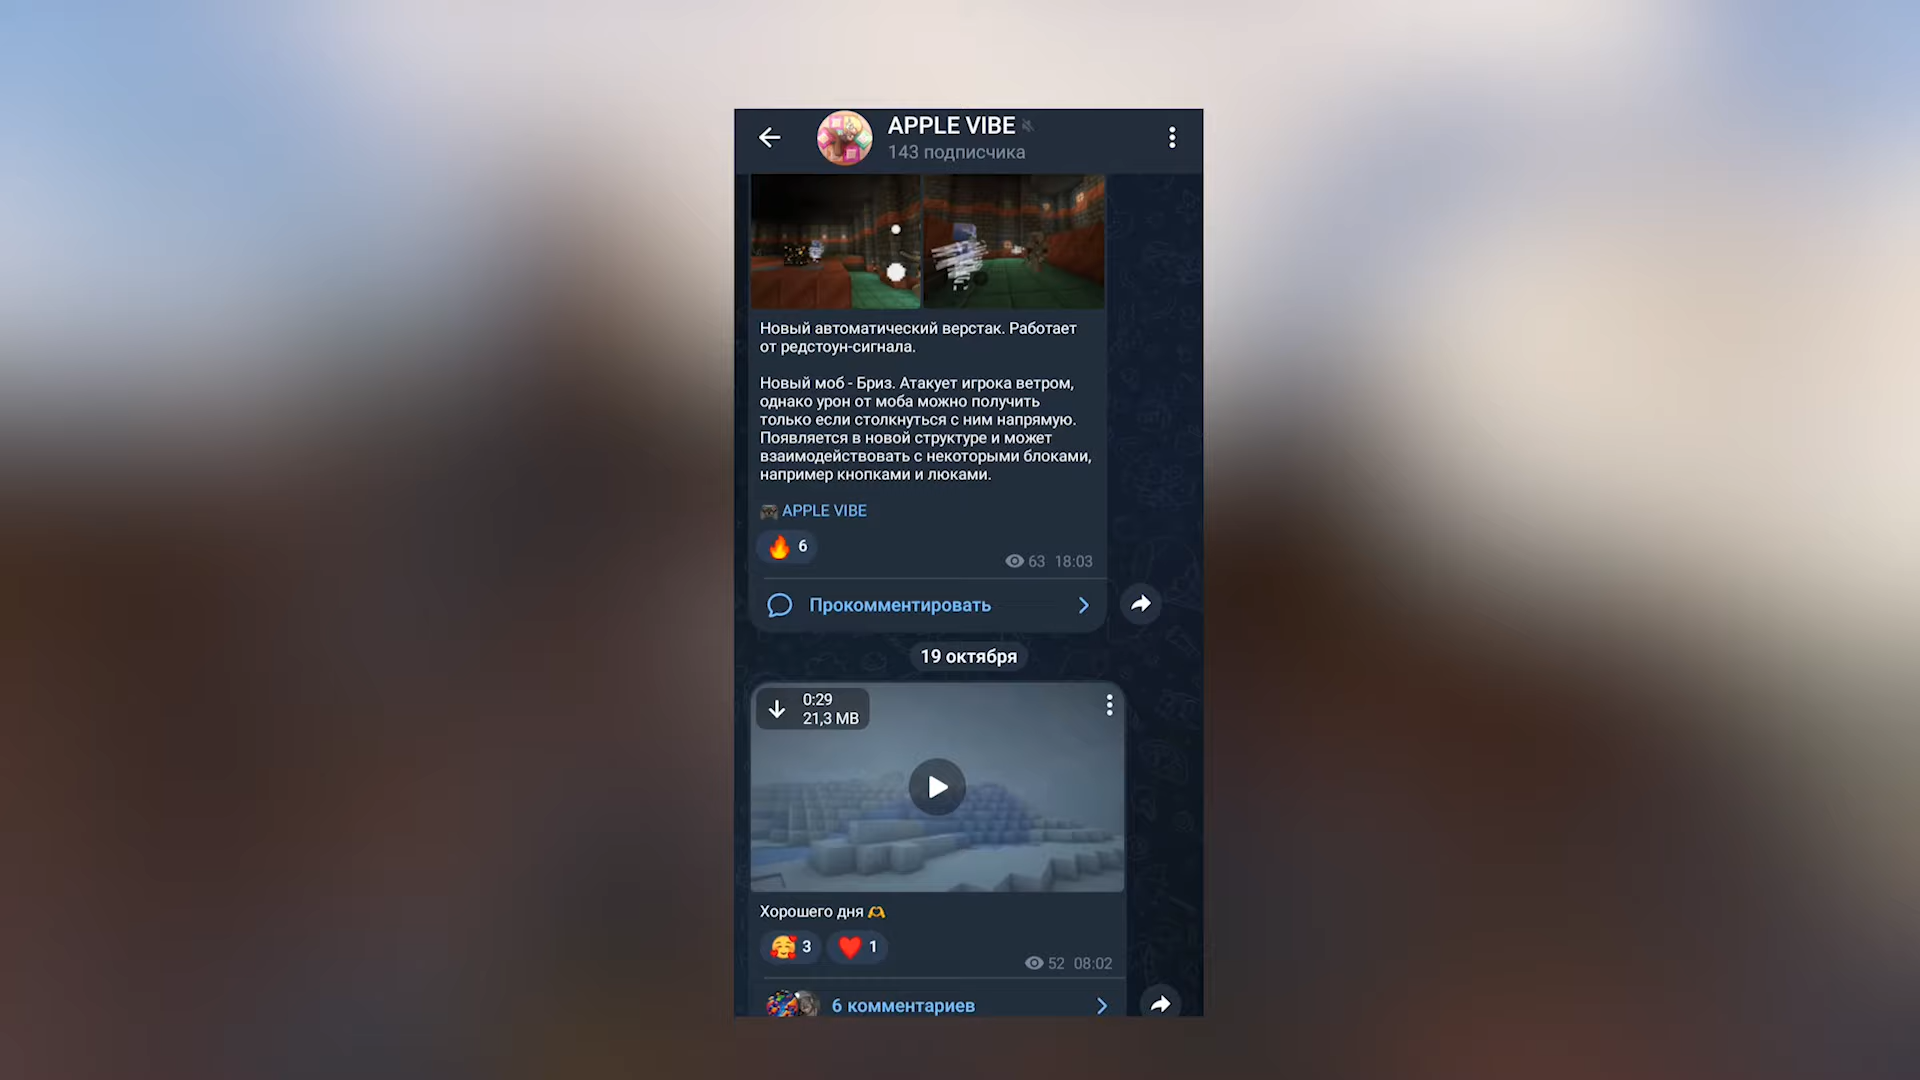 APPLE VIBE
143 подписчика
Новый автоматический верстак. Работает
от редстоун-сигнала.
Новый моб - Бриз. Атакует игрока ветром,
однако урон от моба можно получить
только если столкнуться с ним напрямую.
Появляется в новой структуре и может
взаимодействовать с некоторыми блоками,
например кнопками и люками.
APPLE VIBE
6
63 18:03
Прокомментировать
19 октября
0:29
21,3 MB
Хорошего дня
3 1
52 08:02
6 комментариев